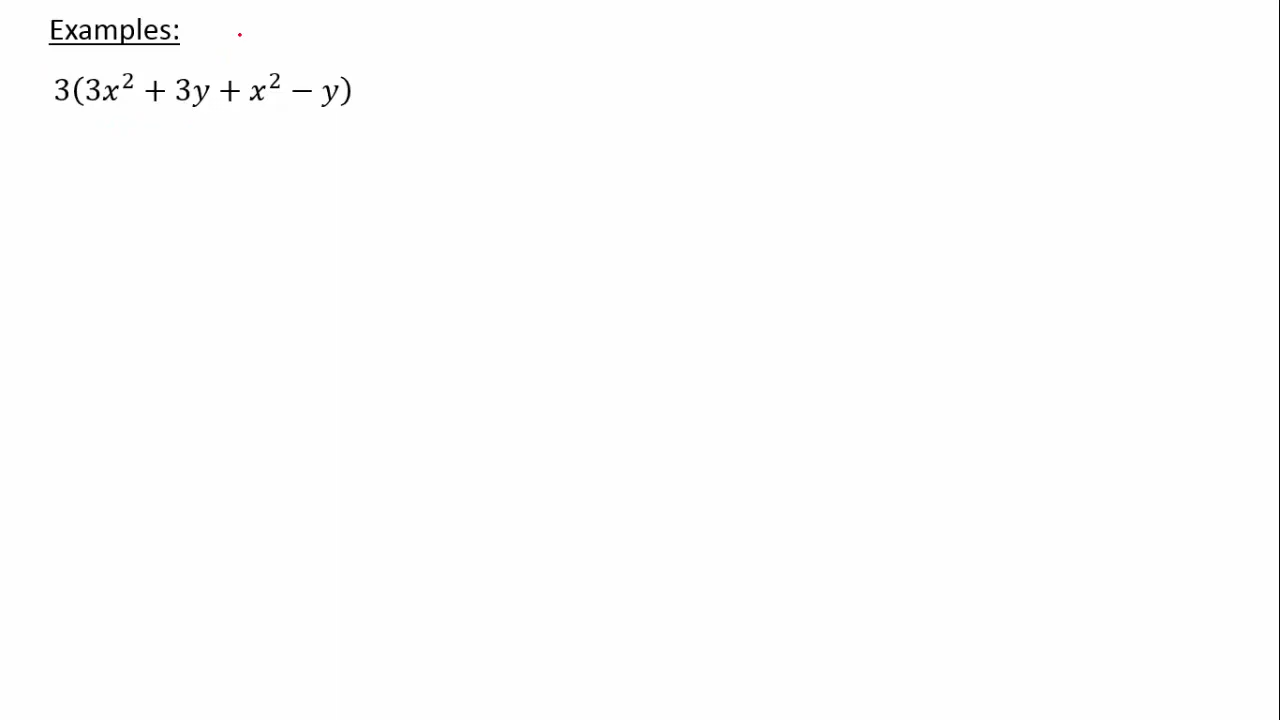 Examples:
3(3x² + 3y + x² − y)